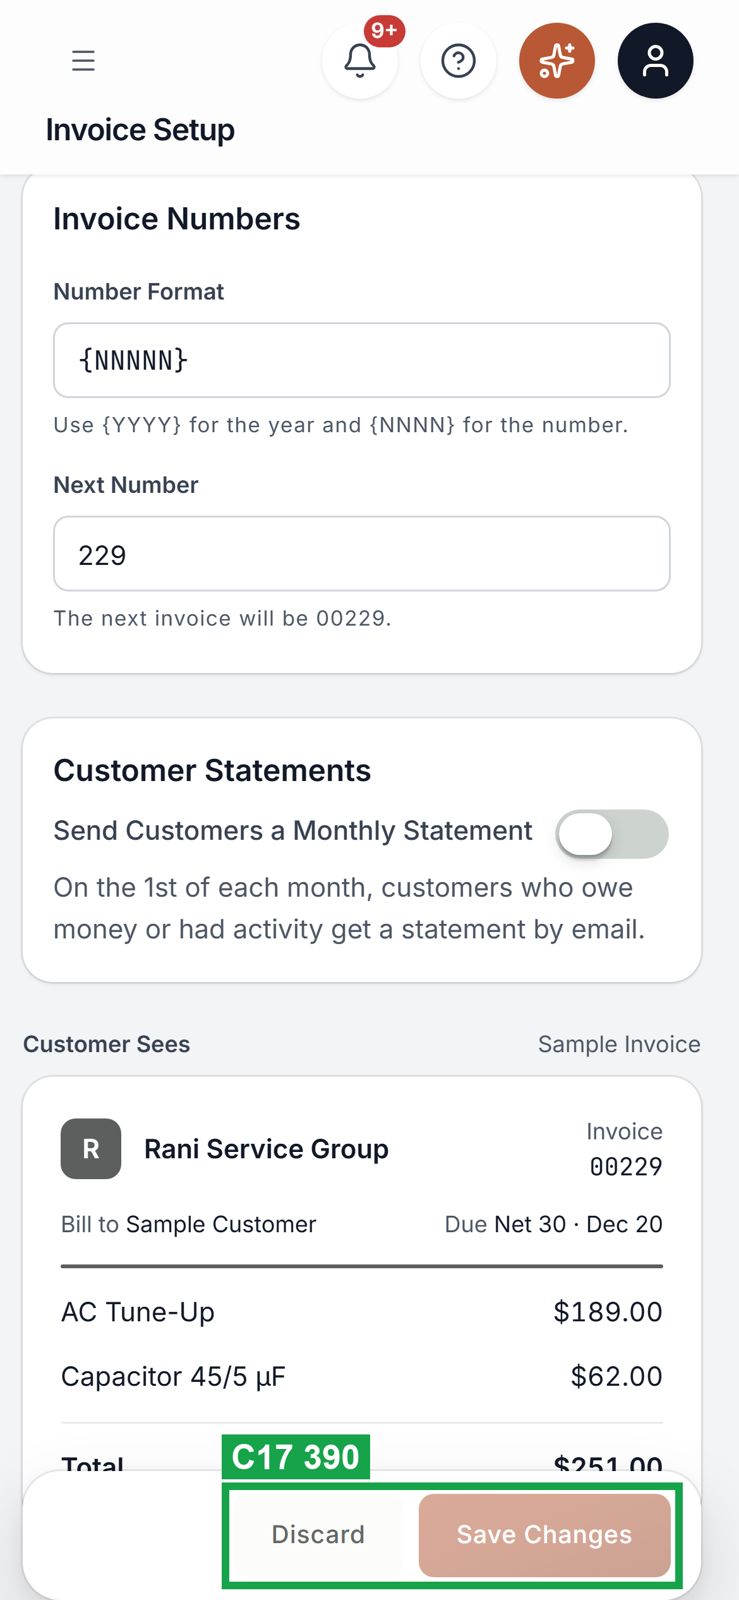 9+
Invoice Setup
Invoice Numbers
Number Format
{NNNNN}
Use {YYYY} for the year and {NNNN} for the number.
Next Number
229
The next invoice will be 00229.
Customer Statements
Send Customers a Monthly Statement
On the 1st of each month, customers who owe
money or had activity get a statement by email.
Customer Sees Sample Invoice
R Rani Service Group Invoice
00229
Bill to Sample Customer Due Net 30 · Dec 20
AC Tune-Up $189.00
Capacitor 45/5 µF $62.00
Total $251.00
C17 390
Discard Save Changes